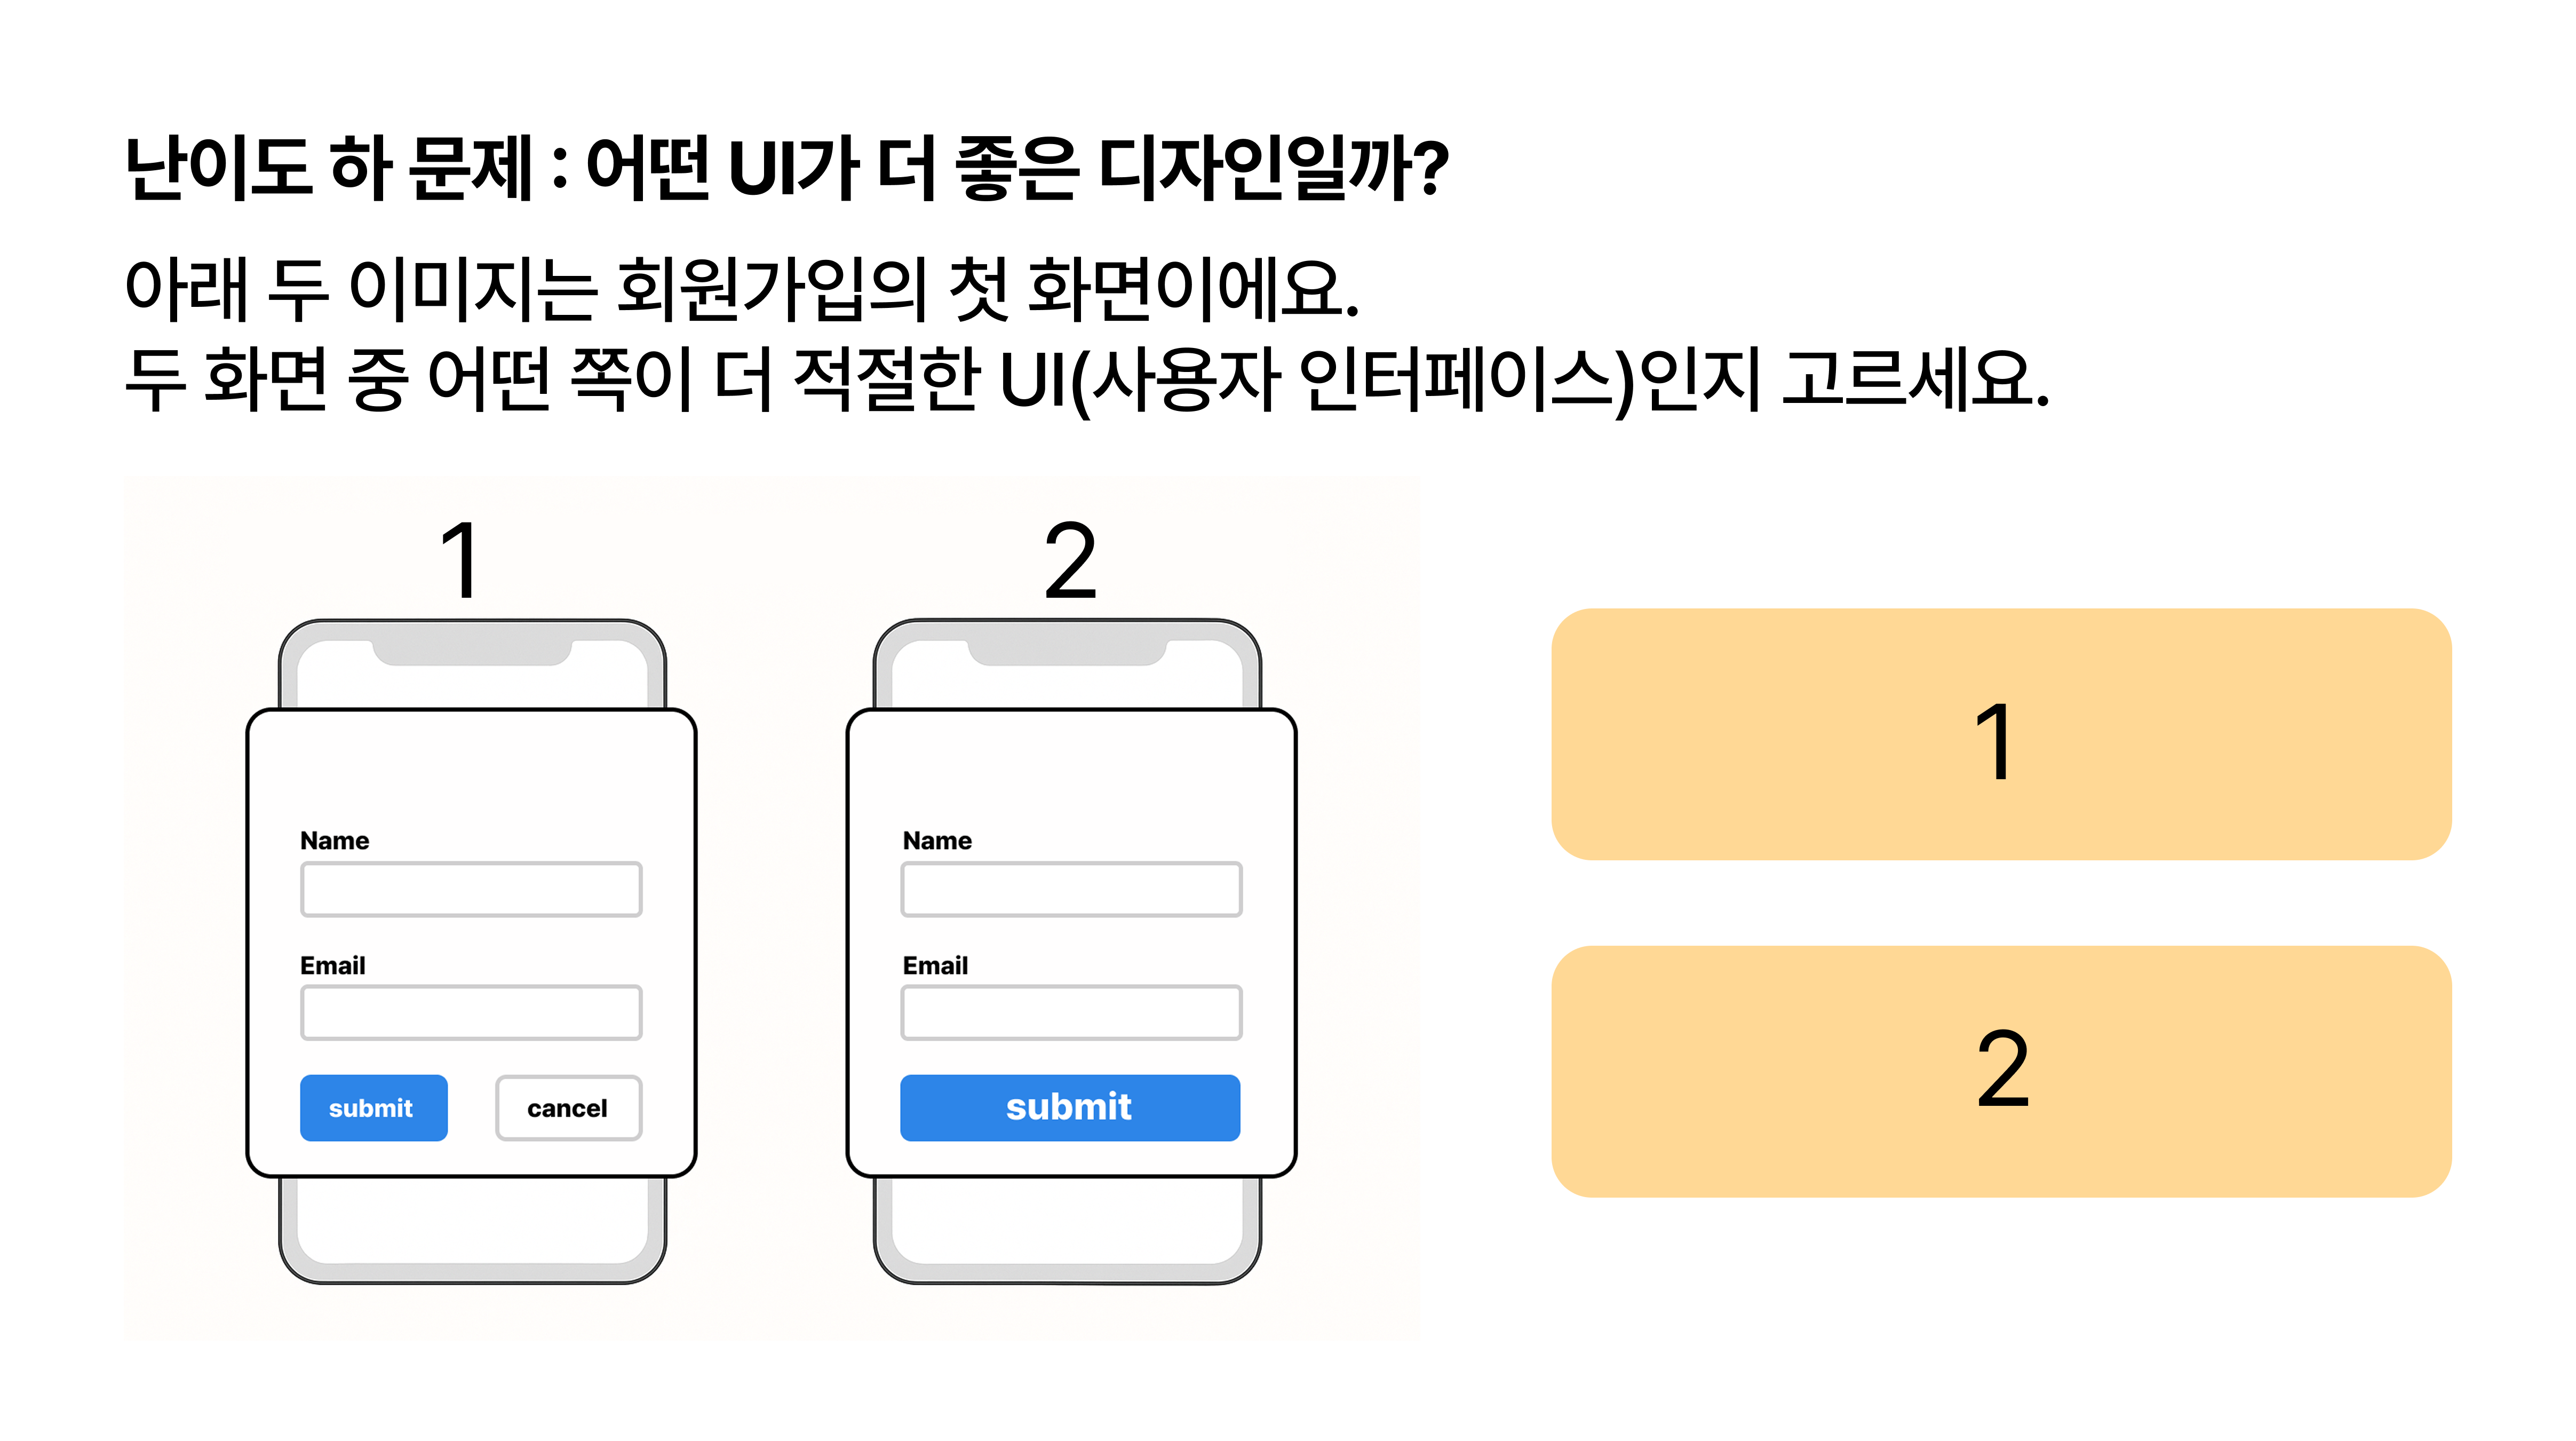 난이도 하 문제 : 어떤 UI가 더 좋은 디자인일까?
아래 두 이미지는 회원가입의 첫 화면이에요.
두 화면 중 어떤 쪽이 더 적절한 UI(사용자 인터페이스)인지 고르세요.
1
Name
Email
submit
cancel
2
Name
Email
submit
1
2